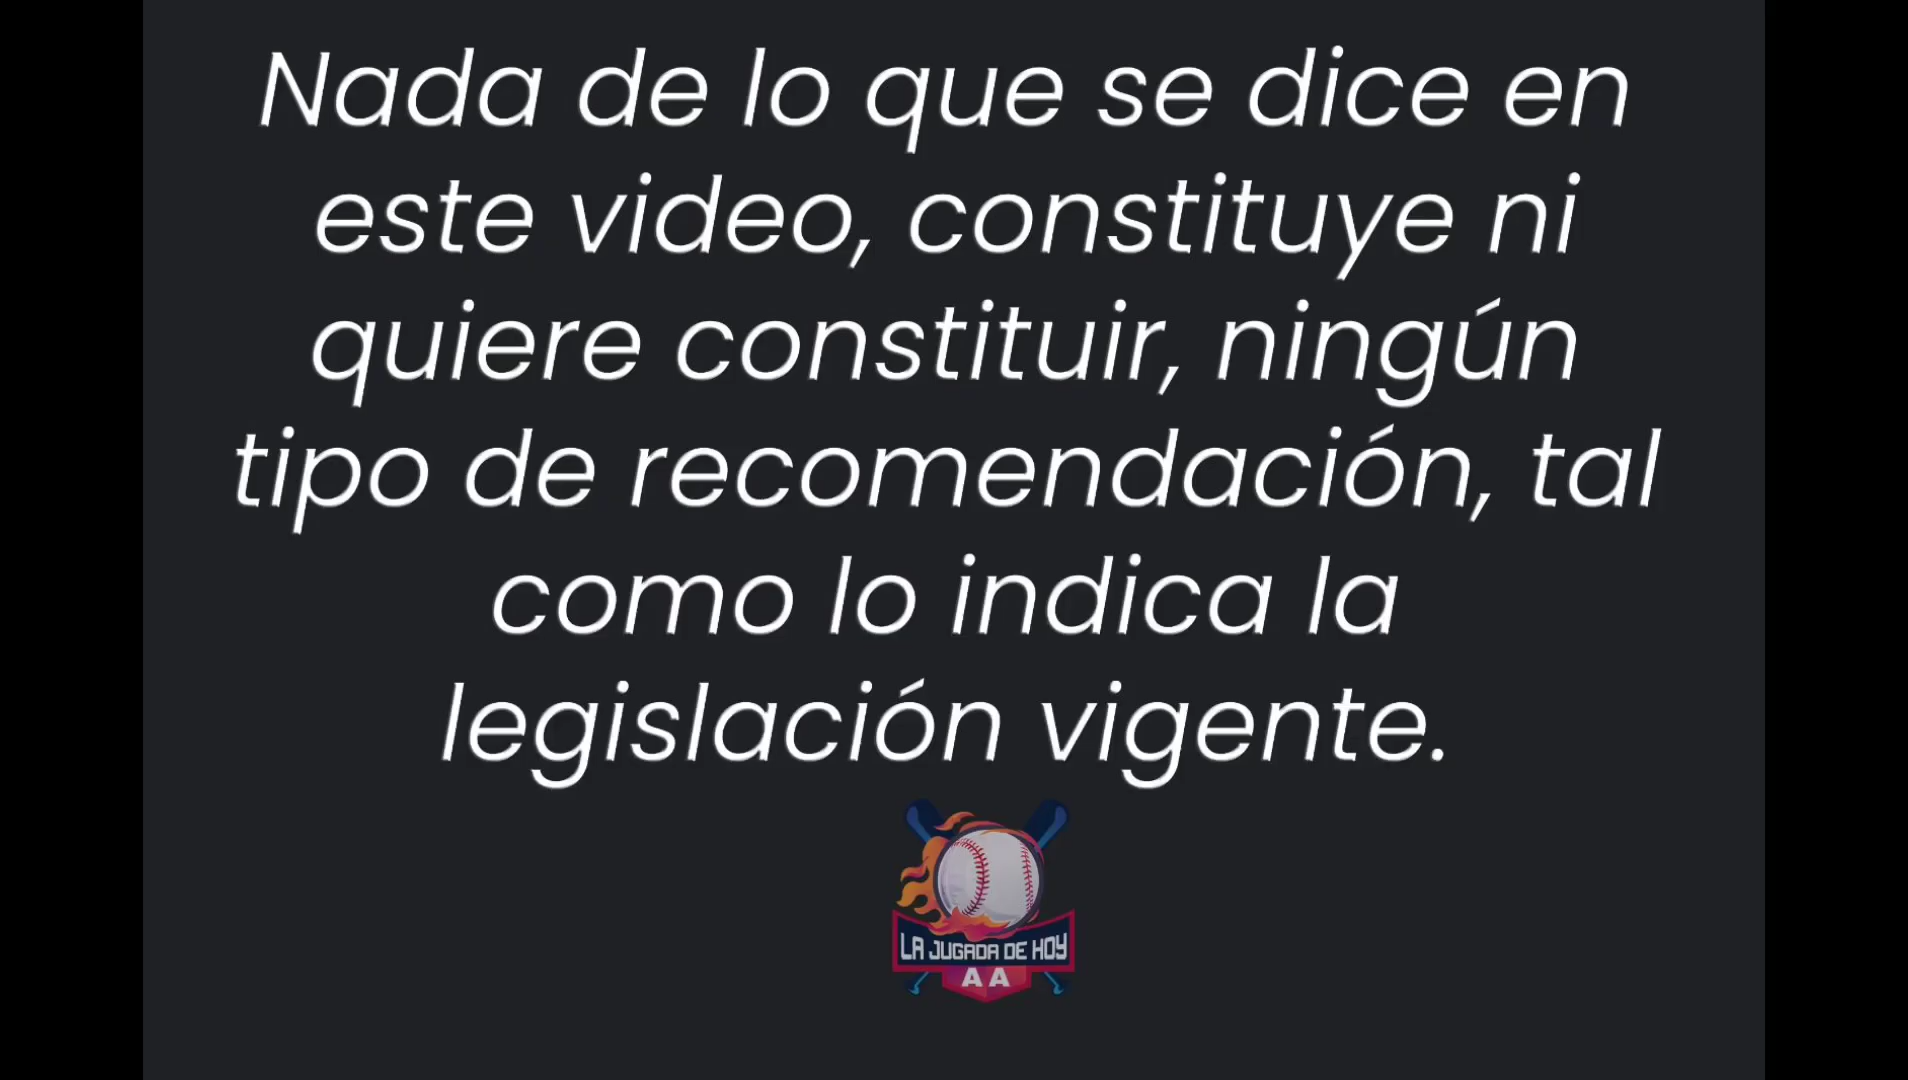 Nada de lo que se dice en
este video, constituye ni
quiere constituir, ningún
tipo de recomendación, tal
como lo indica la
legislación vigente.
LA JUGADA DE HOY
AA